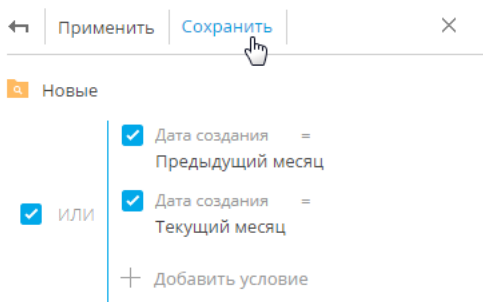 Применить Сохранить
Новые
Дата создания =
Предыдущий месяц
Дата создания =
ИЛИ
Текущий месяц
Добавить условие